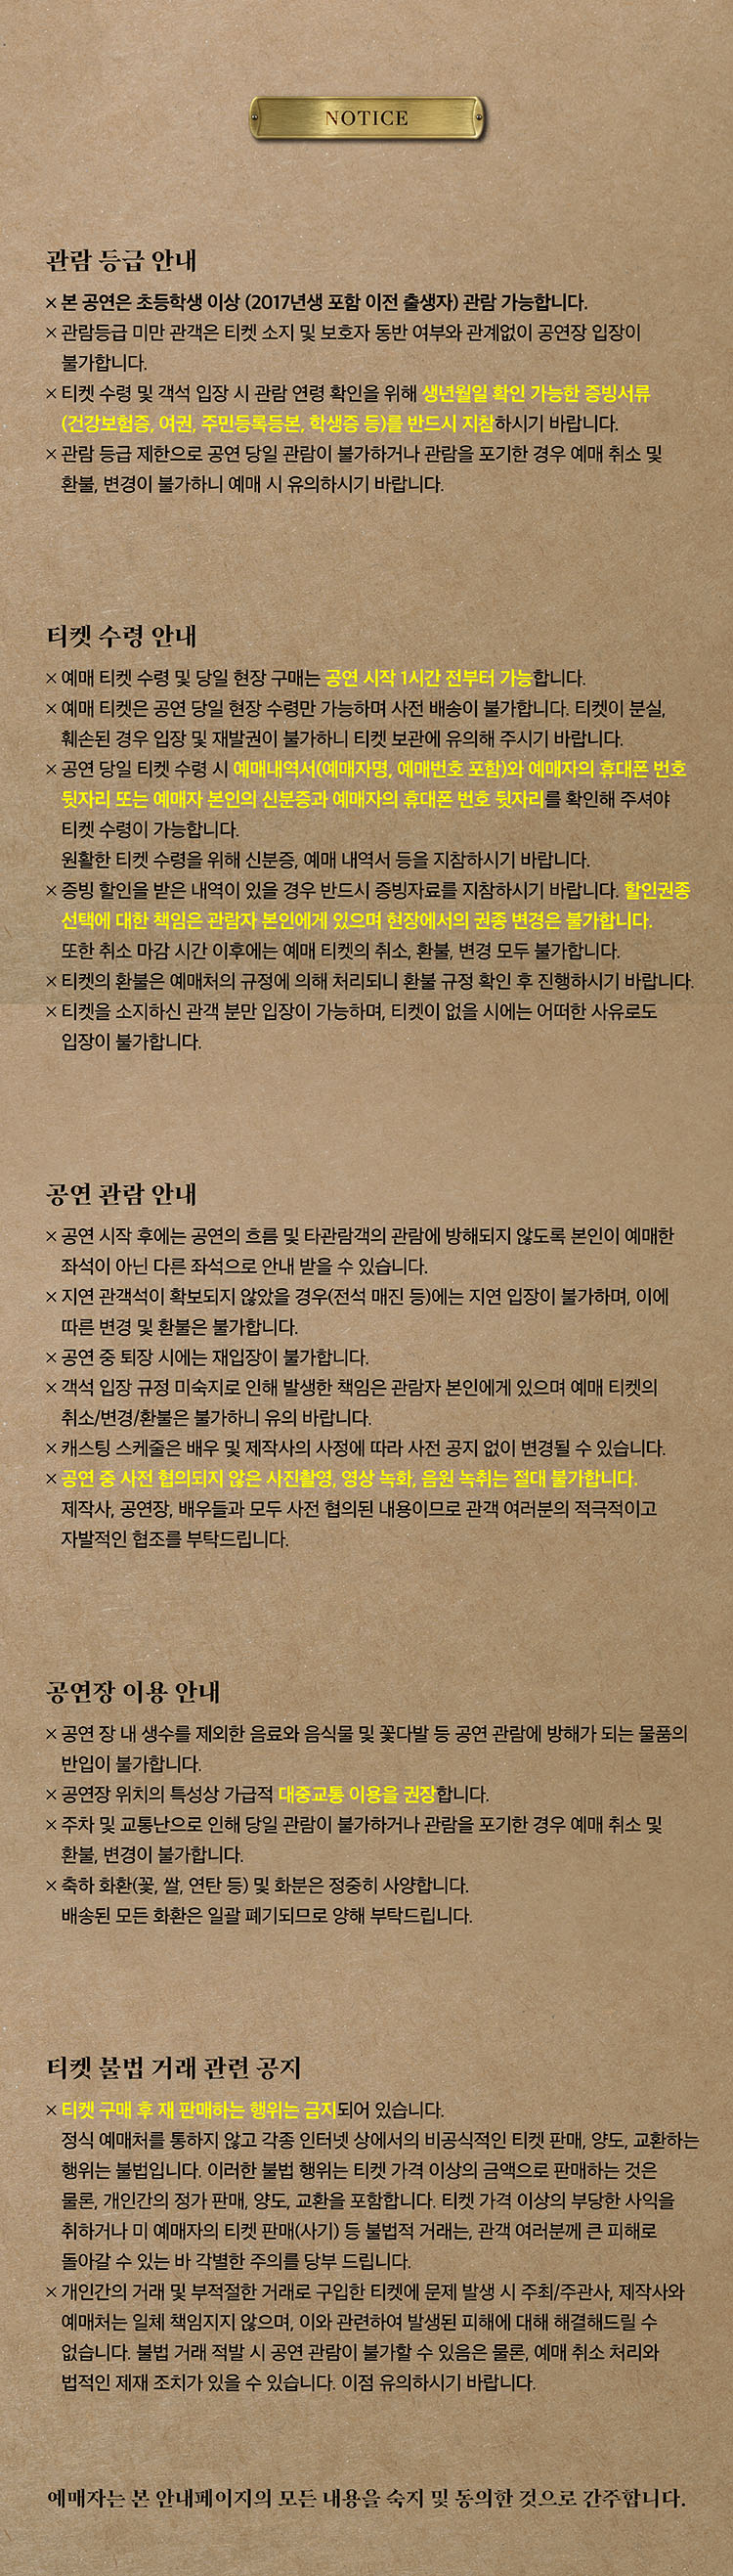 NOTICE
관람 등급 안내
× 본 공연은 초등학생 이상 (2017년생 포함 이전 출생자) 관람 가능합니다.
× 관람등급 미만 관객은 티켓 소지 및 보호자 동반 여부와 관계없이 공연장 입장이
불가합니다.
× 티켓 수령 및 객석 입장 시 관람 연령 확인을 위해 생년월일 확인 가능한 증빙서류
(건강보험증, 여권, 주민등록등본, 학생증 등)를 반드시 지참하시기 바랍니다.
× 관람 등급 제한으로 공연 당일 관람이 불가하거나 관람을 포기한 경우 예매 취소 및
환불, 변경이 불가하니 예매 시 유의하시기 바랍니다.
티켓 수령 안내
× 예매 티켓 수령 및 당일 현장 구매는 공연 시작 1시간 전부터 가능합니다.
× 예매 티켓은 공연 당일 현장 수령만 가능하며 사전 배송이 불가합니다. 티켓이 분실,
훼손된 경우 입장 및 재발권이 불가하니 티켓 보관에 유의해 주시기 바랍니다.
× 공연 당일 티켓 수령 시 예매내역서(예매자명, 예매번호 포함)와 예매자의 휴대폰 번호
뒷자리 또는 예매자 본인의 신분증과 예매자의 휴대폰 번호 뒷자리를 확인해 주셔야
티켓 수령이 가능합니다.
원활한 티켓 수령을 위해 신분증, 예매 내역서 등을 지참하시기 바랍니다.
× 증빙 할인을 받은 내역이 있을 경우 반드시 증빙자료를 지참하시기 바랍니다. 할인권종
선택에 대한 책임은 관람자 본인에게 있으며 현장에서의 권종 변경은 불가합니다.
또한 취소 마감 시간 이후에는 예매 티켓의 취소, 환불, 변경 모두 불가합니다.
× 티켓의 환불은 예매처의 규정에 의해 처리되니 환불 규정 확인 후 진행하시기 바랍니다.
× 티켓을 소지하신 관객 분만 입장이 가능하며, 티켓이 없을 시에는 어떠한 사유로도
입장이 불가합니다.
공연 관람 안내
× 공연 시작 후에는 공연의 흐름 및 타관람객의 관람에 방해되지 않도록 본인이 예매한
좌석이 아닌 다른 좌석으로 안내 받을 수 있습니다.
× 지연 관객석이 확보되지 않았을 경우(전석 매진 등)에는 지연 입장이 불가하며, 이에
따른 변경 및 환불은 불가합니다.
× 공연 중 퇴장 시에는 재입장이 불가합니다.
× 객석 입장 규정 미숙지로 인해 발생한 책임은 관람자 본인에게 있으며 예매 티켓의
취소/변경/환불은 불가하니 유의 바랍니다.
× 캐스팅 스케줄은 배우 및 제작사의 사정에 따라 사전 공지 없이 변경될 수 있습니다.
× 공연 중 사전 협의되지 않은 사진촬영, 영상 녹화, 음원 녹취는 절대 불가합니다.
제작사, 공연장, 배우들과 모두 사전 협의된 내용이므로 관객 여러분의 적극적이고
자발적인 협조를 부탁드립니다.
공연장 이용 안내
× 공연 장 내 생수를 제외한 음료와 음식물 및 꽃다발 등 공연 관람에 방해가 되는 물품의
반입이 불가합니다.
× 공연장 위치의 특성상 가급적 대중교통 이용을 권장합니다.
× 주차 및 교통난으로 인해 당일 관람이 불가하거나 관람을 포기한 경우 예매 취소 및
환불, 변경이 불가합니다.
× 축하 화환(꽃, 쌀, 연탄 등) 및 화분은 정중히 사양합니다.
배송된 모든 화환은 일괄 폐기되므로 양해 부탁드립니다.
티켓 불법 거래 관련 공지
× 티켓 구매 후 재 판매하는 행위는 금지되어 있습니다.
정식 예매처를 통하지 않고 각종 인터넷 상에서의 비공식적인 티켓 판매, 양도, 교환하는
행위는 불법입니다. 이러한 불법 행위는 티켓 가격 이상의 금액으로 판매하는 것은
물론, 개인간의 정가 판매, 양도, 교환을 포함합니다. 티켓 가격 이상의 부당한 사익을
취하거나 미 예매자의 티켓 판매(사기) 등 불법적 거래는, 관객 여러분께 큰 피해로
돌아갈 수 있는 바 각별한 주의를 당부 드립니다.
× 개인간의 거래 및 부적절한 거래로 구입한 티켓에 문제 발생 시 주최/주관사, 제작사와
예매처는 일체 책임지지 않으며, 이와 관련하여 발생된 피해에 대해 해결해드릴 수
없습니다. 불법 거래 적발 시 공연 관람이 불가할 수 있음은 물론, 예매 취소 처리와
법적인 제재 조치가 있을 수 있습니다. 이점 유의하시기 바랍니다.
예매자는 본 안내페이지의 모든 내용을 숙지 및 동의한 것으로 간주합니다.